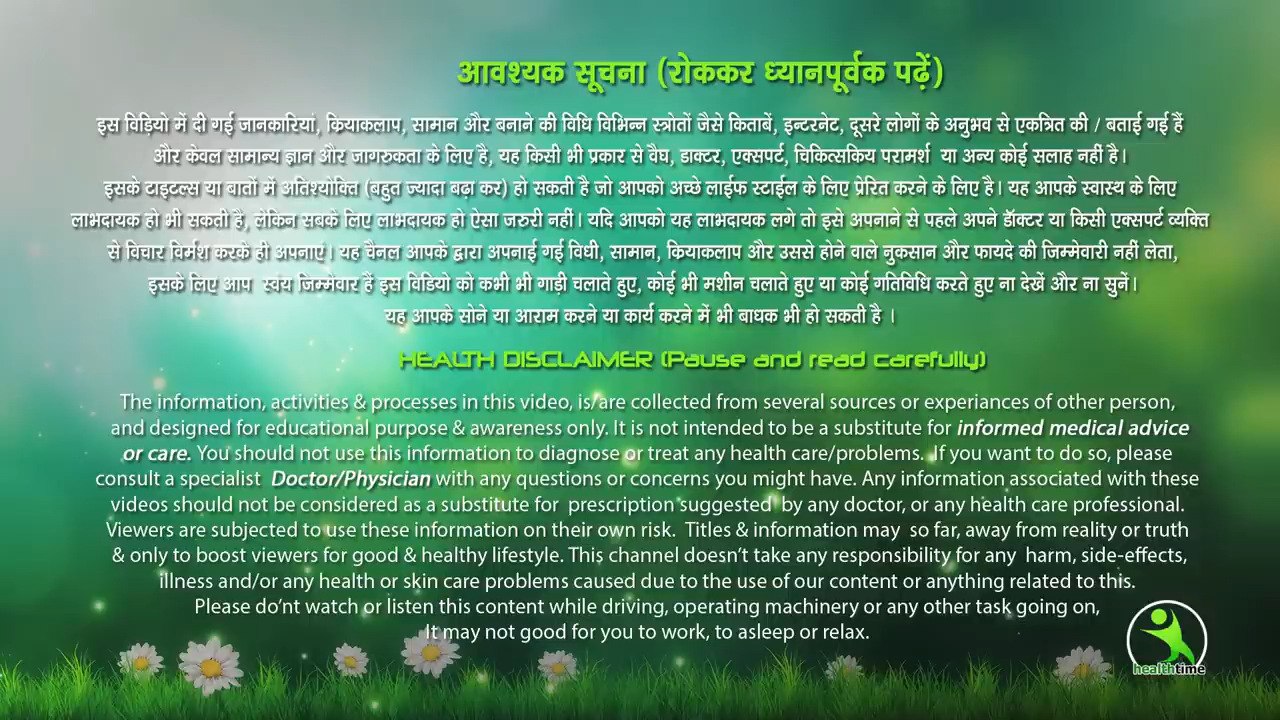 आवश्यक सूचना (रोककर ध्यानपूर्वक पढ़ें)
इस विड़ियो में दी गई जानकारियां, क्रियाकलाप, सामान और बनाने की विधि विभिन्न स्त्रोतों जैसे किताबें, इन्टरनेट, दूसरे लोगों के अनुभव से एकत्रित की / बताई गई हैं
और केवल सामान्य ज्ञान और जागरुकता के लिए है, यह किसी भी प्रकार से वैघ, डाक्टर, एक्सपर्ट, चिकित्सकिय परामर्श या अन्य कोई सलाह नहीं है।
इसके टाइटल्स या बातों में अतिश्योक्ति (बहुत ज्यादा बढ़ा कर) हो सकती है जो आपको अच्छे लाईफ स्टाईल के लिए प्रेरित करने के लिए है। यह आपके स्वास्थ के लिए
लाभदायक हो भी सकती है, लेकिन सबके लिए लाभदायक हो ऐसा जरुरी नहीं। यदि आपको यह लाभदायक लगे तो इसे अपनाने से पहले अपने डॉक्टर या किसी एक्सपर्ट व्यक्ति
से विचार विर्मश करके ही अपनाएं। यह चैनल आपके द्वारा अपनाई गई विधी, सामान, क्रियाकलाप और उससे होने वाले नुकसान और फायदे की जिम्मेवारी नहीं लेता,
इसके लिए आप स्वंय जिम्मेवार हैं इस विडियो को कभी भी गाड़ी चलाते हुए, कोई भी मशीन चलाते हुए या कोई गतिविधि करते हुए ना देखें और ना सुनें।
यह आपके सोने या आराम करने या कार्य करने में भी बाधक भी हो सकती है ।
HEALTH DISCLAIMER (Pause and read carefully)
The information, activities & processes in this video, is/are collected from several sources or experiances of other person,
and designed for educational purpose & awareness only. It is not intended to be a substitute for informed medical advice
or care. You should not use this information to diagnose or treat any health care/problems. If you want to do so, please
consult a specialist Doctor/Physician with any questions or concerns you might have. Any information associated with these
videos should not be considered as a substitute for prescription suggested by any doctor, or any health care professional.
Viewers are subjected to use these information on their own risk. Titles & information may so far, away from reality or truth
& only to boost viewers for good & healthy lifestyle. This channel doesn't take any responsibility for any harm, side-effects,
illness and/or any health or skin care problems caused due to the use of our content or anything related to this.
Please do'nt watch or listen this content while driving, operating machinery or any other task going on,
It may not good for you to work, to asleep or relax.
healthtime